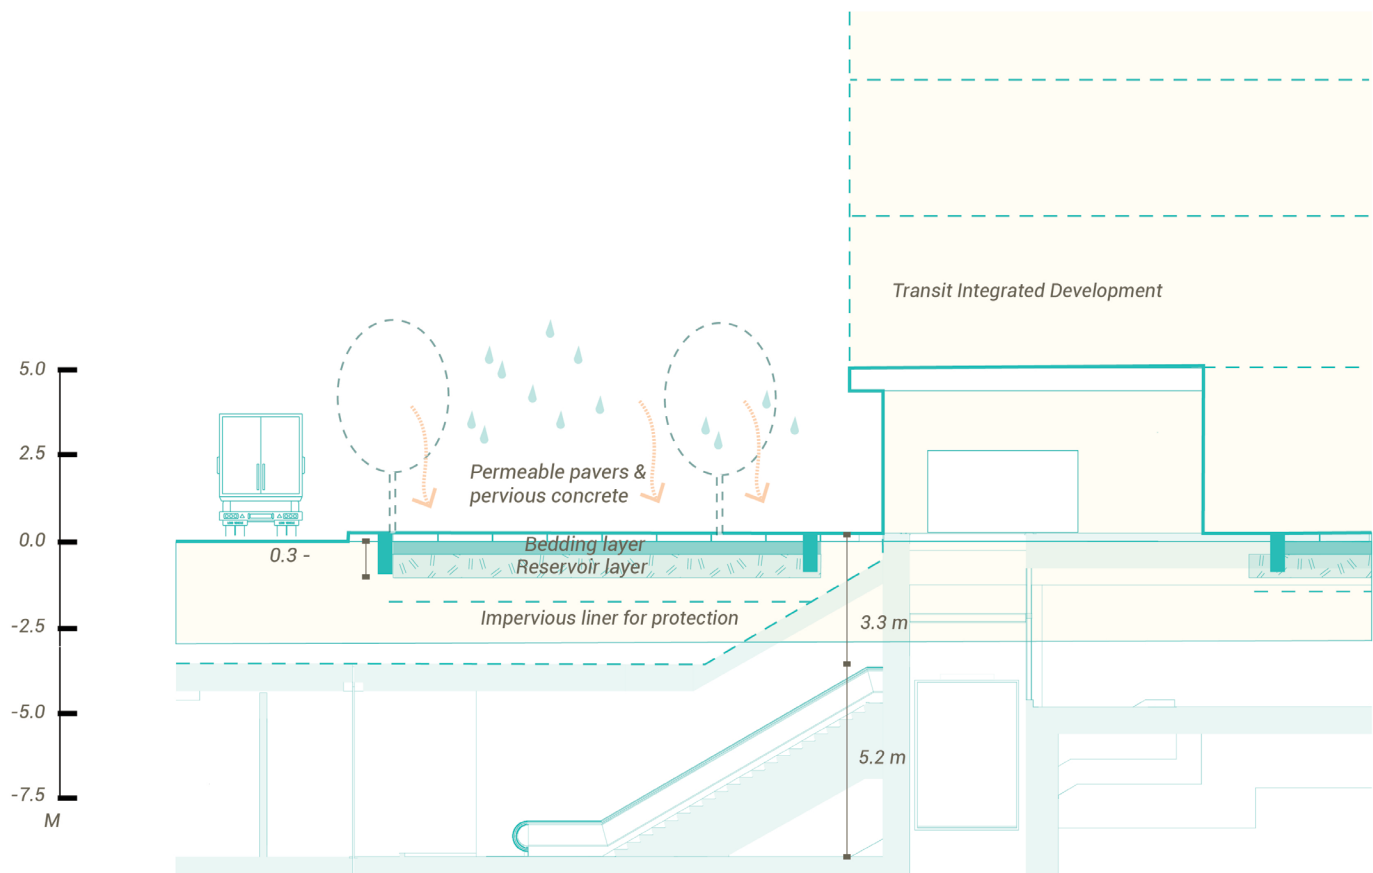 Transit Integrated Development
5.0
2.5
Permeable pavers &
pervious concrete
0.0
Bedding layer
0.3 -
Reservoir layer
Impervious liner for protection
3.3 m
-2.5
-5.0
5.2 m
-7.5
M